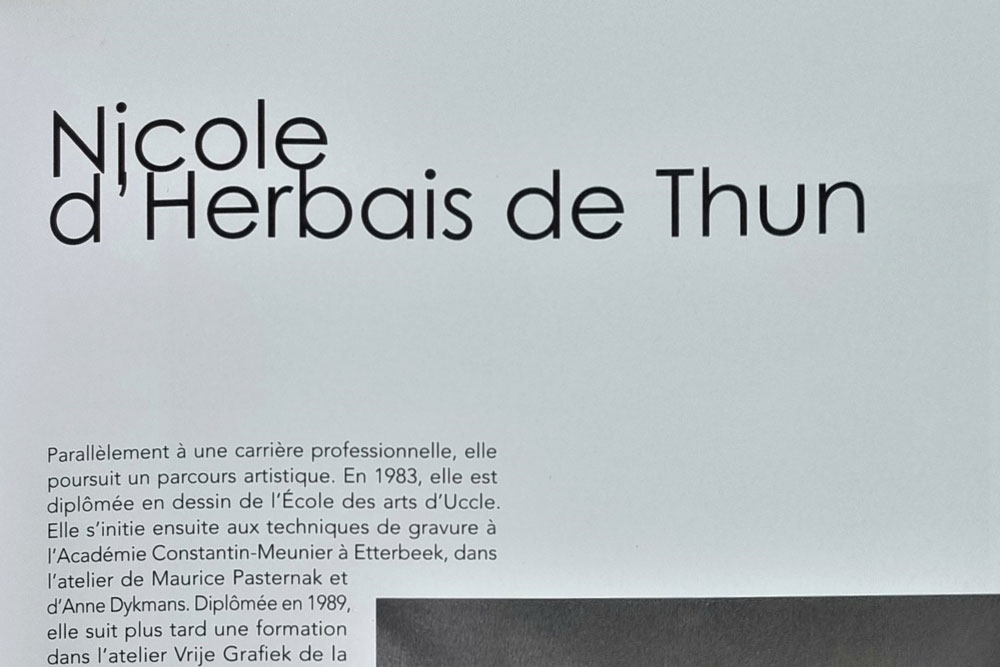 Nicole
d'Herbais de Thun
Parallèlement à une carrière professionnelle, elle
poursuit un parcours artistique. En 1983, elle est
diplômée en dessin de l'École des arts d'Uccle.
Elle s'initie ensuite aux techniques de gravure à
l'Académie Constantin-Meunier à Etterbeek, dans
l'atelier de Maurice Pasternak et
d'Anne Dykmans. Diplômée en 1989,
elle suit plus tard une formation
dans l'atelier Vrije Grafiek de la